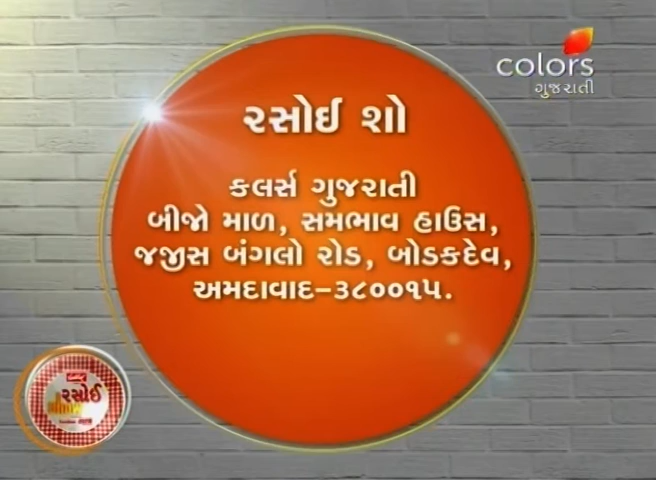 colors
ગુજરાતી
રસોઈ શો
કલર્સ ગુજરાતી
બીજો માળ, સમભાવ હાઉસ,
જજીસ બંગલો રોડ, બોડકદેવ,
અમદાવાદ-૩૮૦૦૧૫.
રસોઈ